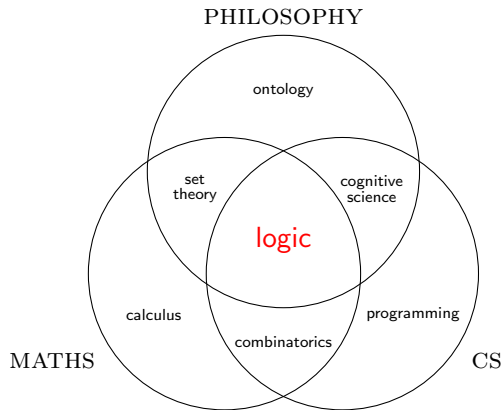 PHILOSOPHY
ontology
set
theory
cognitive
science
logic
calculus
programming
combinatorics
MATHS
CS